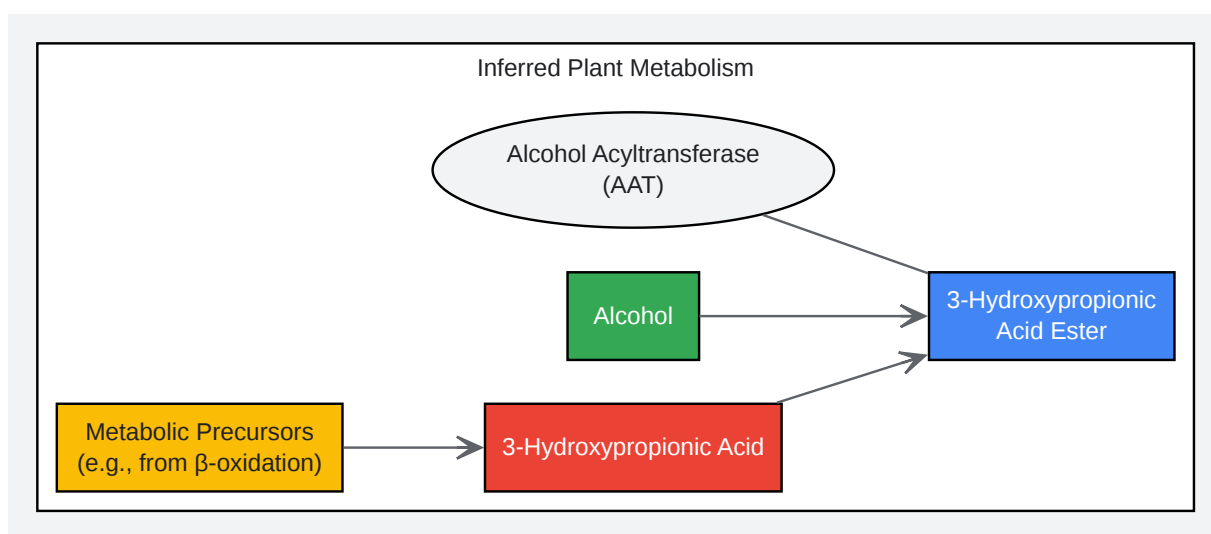 Inferred Plant Metabolism
Alcohol Acyltransferase
(AAT)
Alcohol
3-Hydroxypropionic
Acid Ester
Metabolic Precursors
(e.g., from β-oxidation)
3-Hydroxypropionic Acid